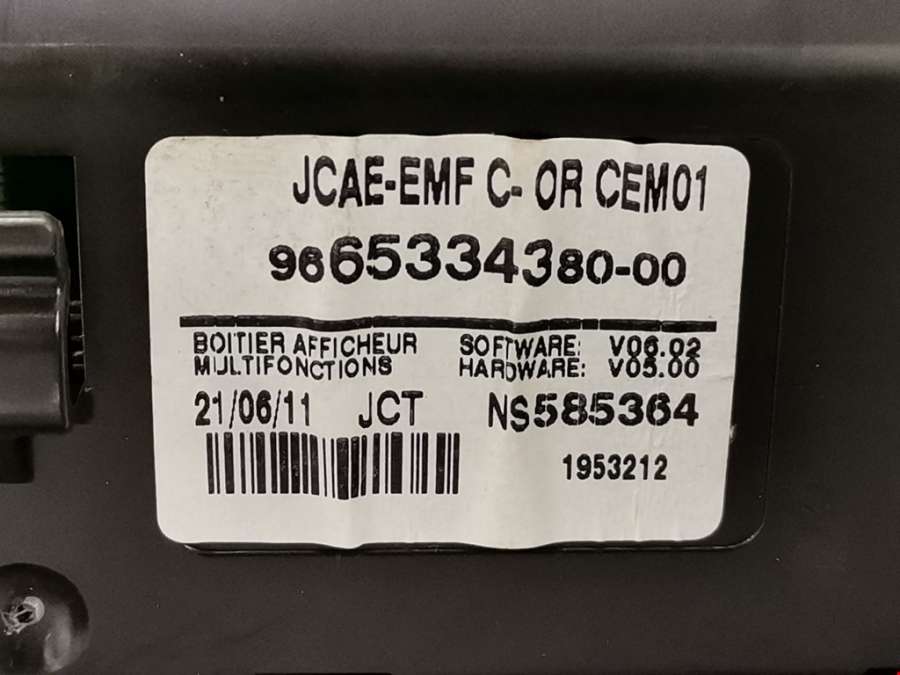 JCAE-EMF C- OR CEM01
9665334380-00
BOITIER AFFICHEUR SOFTWARE: V06.02
MULTIFONCTIONS HARDWARE: V05.00
21/06/11 JCT NS585364
1953212